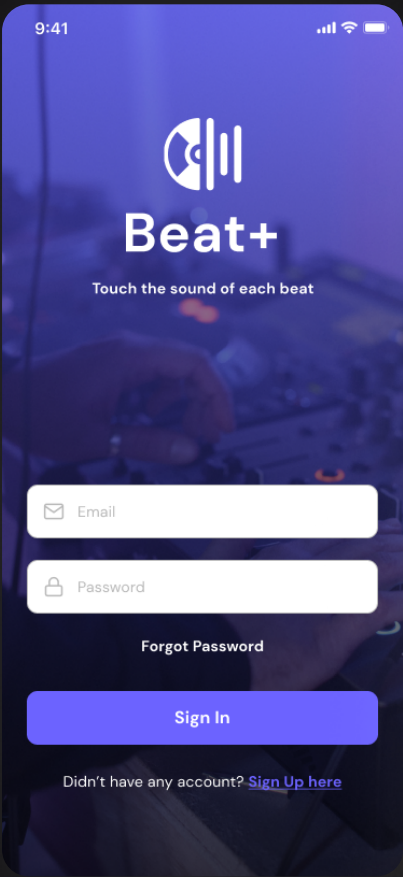 9:41
Beat+
Touch the sound of each beat
Email
Password
Forgot Password
Sign In
Didn't have any account? Sign Up here